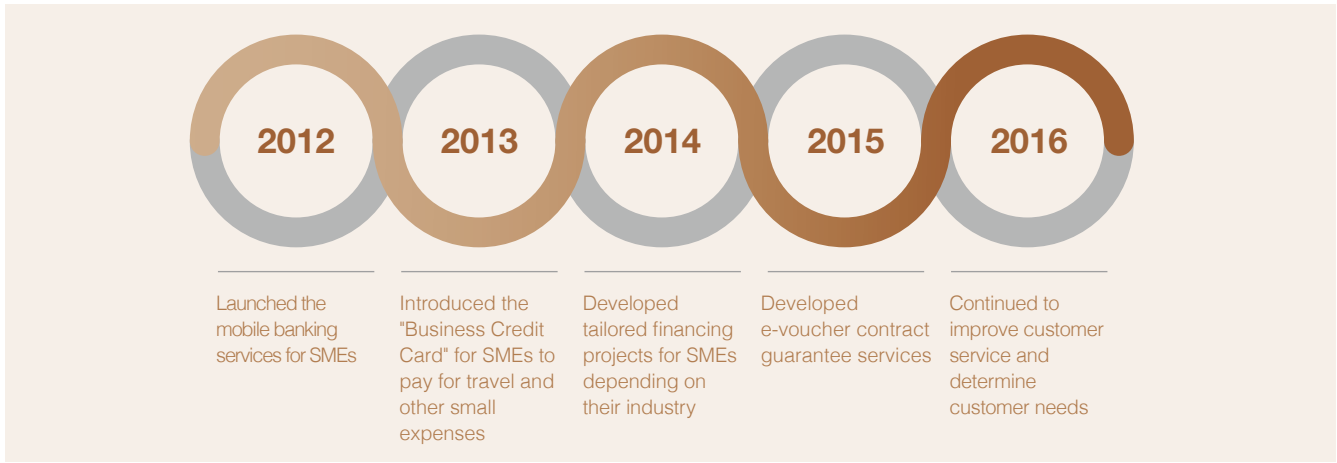 2012
Launched the
mobile banking
services for SMEs
2013
Introduced the
"Business Credit
Card" for SMEs to
pay for travel and
other small
expenses
2014
Developed
tailored financing
projects for SMEs
depending on
their industry
2015
Developed
e-voucher contract
guarantee services
2016
Continued to
improve customer
service and
determine
customer needs